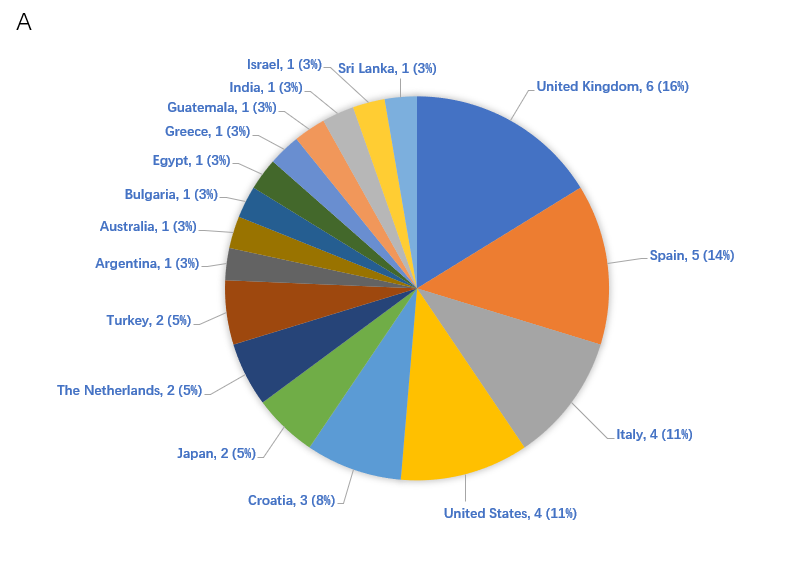 A
Israel, 1 (3%)
Sri Lanka, 1 (3%)
United Kingdom, 6 (16%)
India, 1 (3%)
Guatemala, 1 (3%)
Greece, 1 (3%)
Egypt, 1 (3%)
Bulgaria, 1 (3%)
Australia, 1 (3%)
Spain, 5 (14%)
Argentina, 1 (3%)
Turkey, 2 (5%)
The Netherlands, 2 (5%)
Italy, 4 (11%)
Japan, 2 (5%)
Croatia, 3 (8%)
United States, 4 (11%)